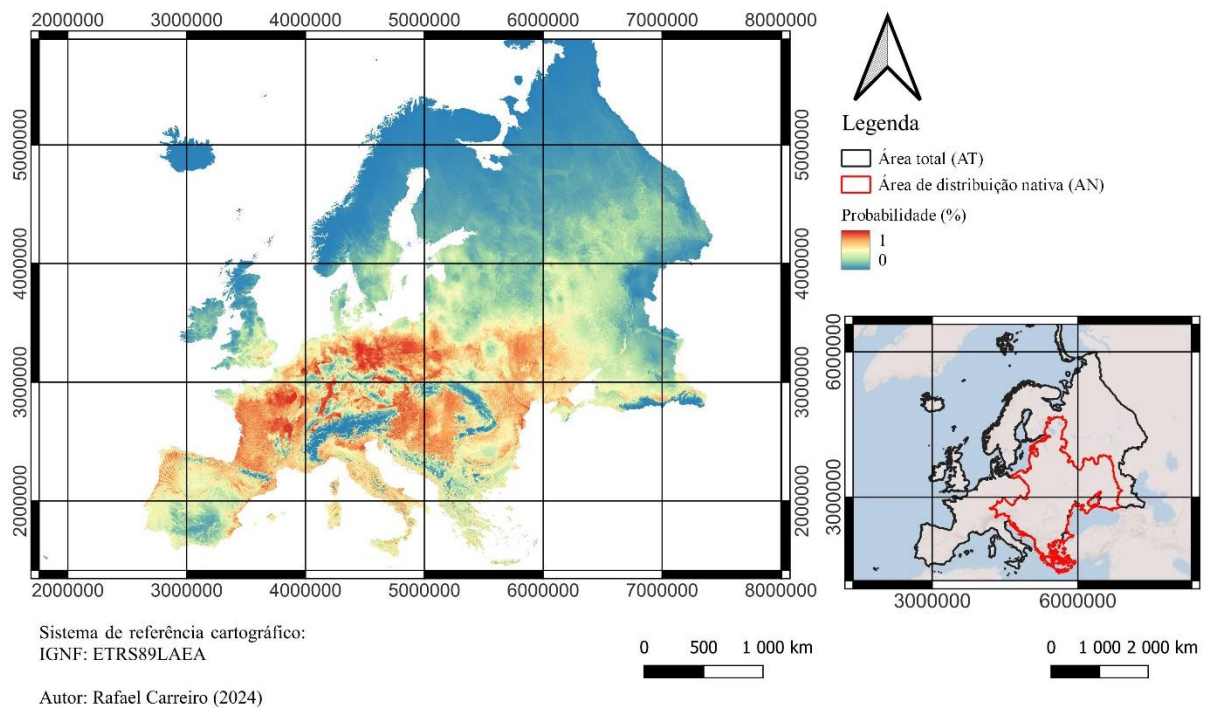 2000000 3000000 4000000 5000000 6000000 7000000 8000000
5000000
4000000
3000000
2000000
5000000
4000000
3000000
2000000
2000000 3000000 4000000 5000000 6000000 7000000 8000000
Legenda
Área total (AT)
Área de distribuição nativa (AN)
Probabilidade (%)
1
0
6000000
3000000
6000000
3000000
3000000 6000000
Sistema de referência cartográfico:
IGNF: ETRS89LAEA
Autor: Rafael Carreiro (2024)
0 500 1 000 km
0 1 000 2 000 km